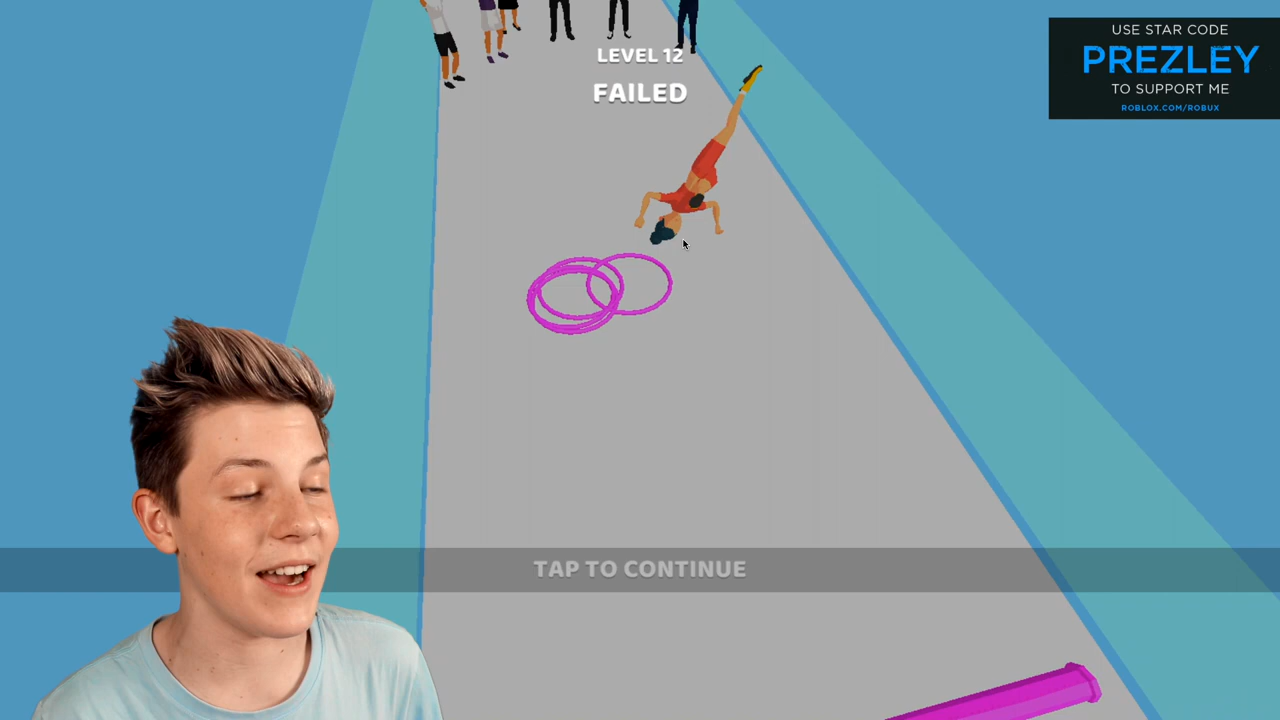 LEVEL 12
FAILED
USE STAR CODE
PREZLEY
TO SUPPORT ME
ROBLOX.COM/ROBUX
TAP TO CONTINUE